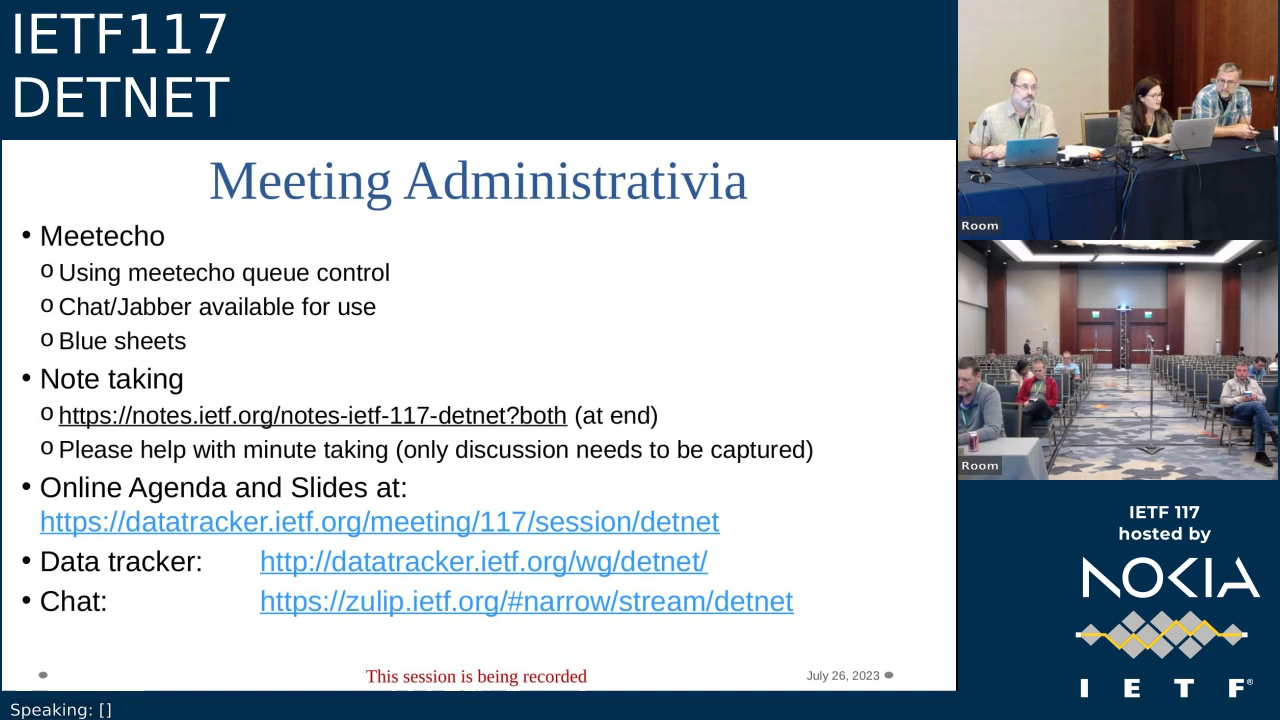 IETF117
DETNET
Meeting Administrativia
• Meetecho
o Using meetecho queue control
o Chat/Jabber available for use
o Blue sheets
• Note taking
o https://notes.ietf.org/notes-ietf-117-detnet?both (at end)
o Please help with minute taking (only discussion needs to be captured)
• Online Agenda and Slides at:
https://datatracker.ietf.org/meeting/117/session/detnet
• Data tracker: http://datatracker.ietf.org/wg/detnet/
• Chat: https://zulip.ietf.org/#narrow/stream/detnet
This session is being recorded
July 26, 2023
Speaking: []
Room
Room
IETF 117
hosted by
NOKIA
I E T F®